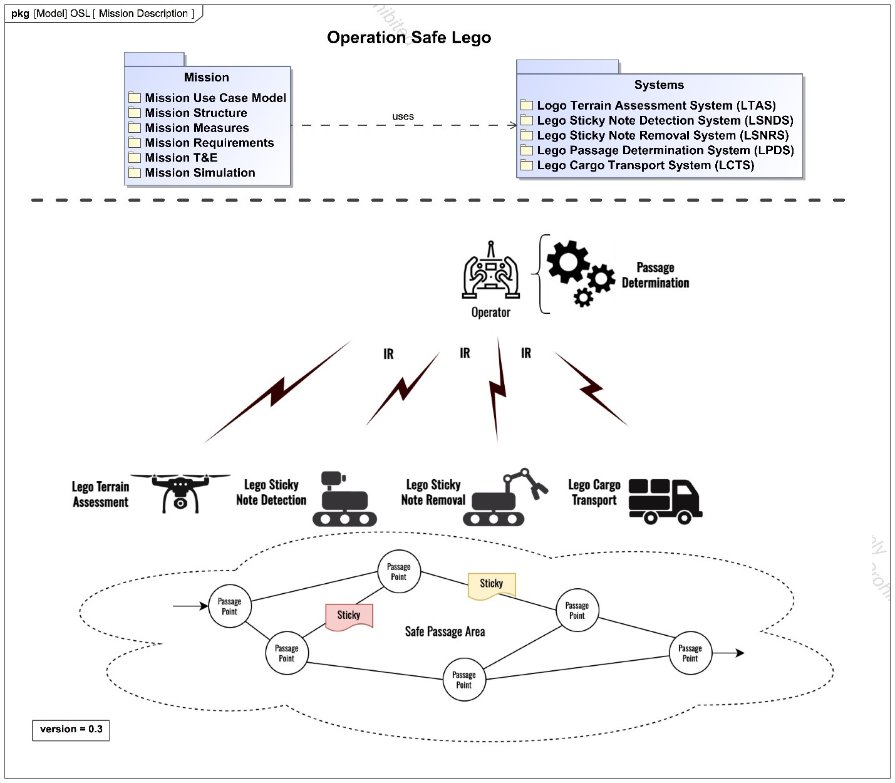 pkg [Model] OSL [ Mission Description ]
Operation Safe Lego
Mission
Mission Use Case Model
Mission Structure
Mission Measures
Mission Requirements
Mission T&E
Mission Simulation
uses
Systems
Logo Terrain Assessment System (LTAS)
Lego Sticky Note Detection System (LSNDS)
Lego Sticky Note Removal System (LSNRS)
Lego Passage Determination System (LPDS)
Lego Cargo Transport System (LCTS)
Operator
Passage
Determination
IR
IR
IR
Lego Terrain
Assessment
Lego Sticky
Note Detection
Lego Sticky
Note Removal
Lego Cargo
Transport
Passage
Point
Passage
Point
Sticky
Sticky
Passage
Point
Safe Passage Area
Passage
Point
Passage
Point
Passage
Point
version = 0.3